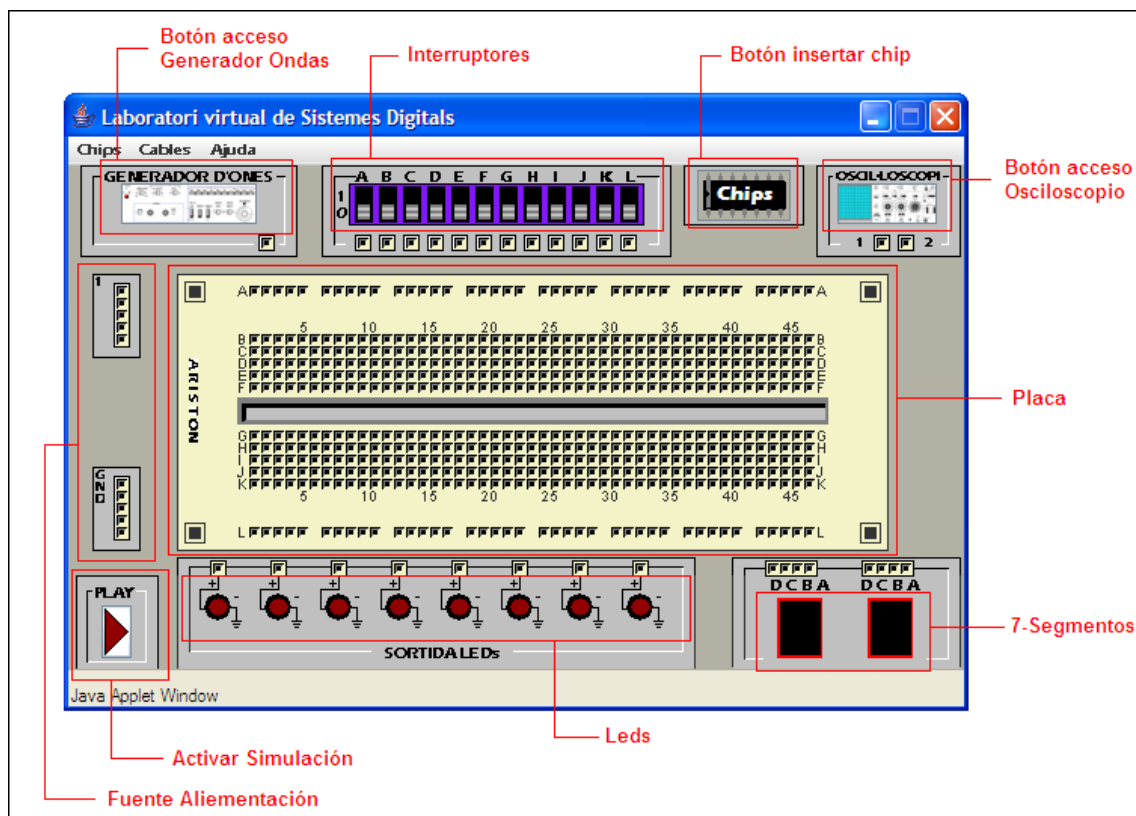 Botón acceso
Generador Ondas
Interruptores
Botón insertar chip
Laboratori virtual de Sistemes Digitals
Chips Cables Ajuda
Botón acceso
Osciloscopio
GENERADOR D'ONES
A B C D E F G H I J K L
1
0
Chips
OSCIL·LOSCOPI
1 2
1
A A
5 10 15 20 25 30 35 40 45
B B
C C
D D
E E
F F
ARISTON
Placa
G G
H H
I I
J J
K K
5 10 15 20 25 30 35 40 45
GND
L L
PLAY
+ - + - + - + - + - + - + - + -
SORTIDA LEDs
D C B A D C B A
7-Segmentos
Java Applet Window
Leds
Activar Simulación
Fuente Aliementación